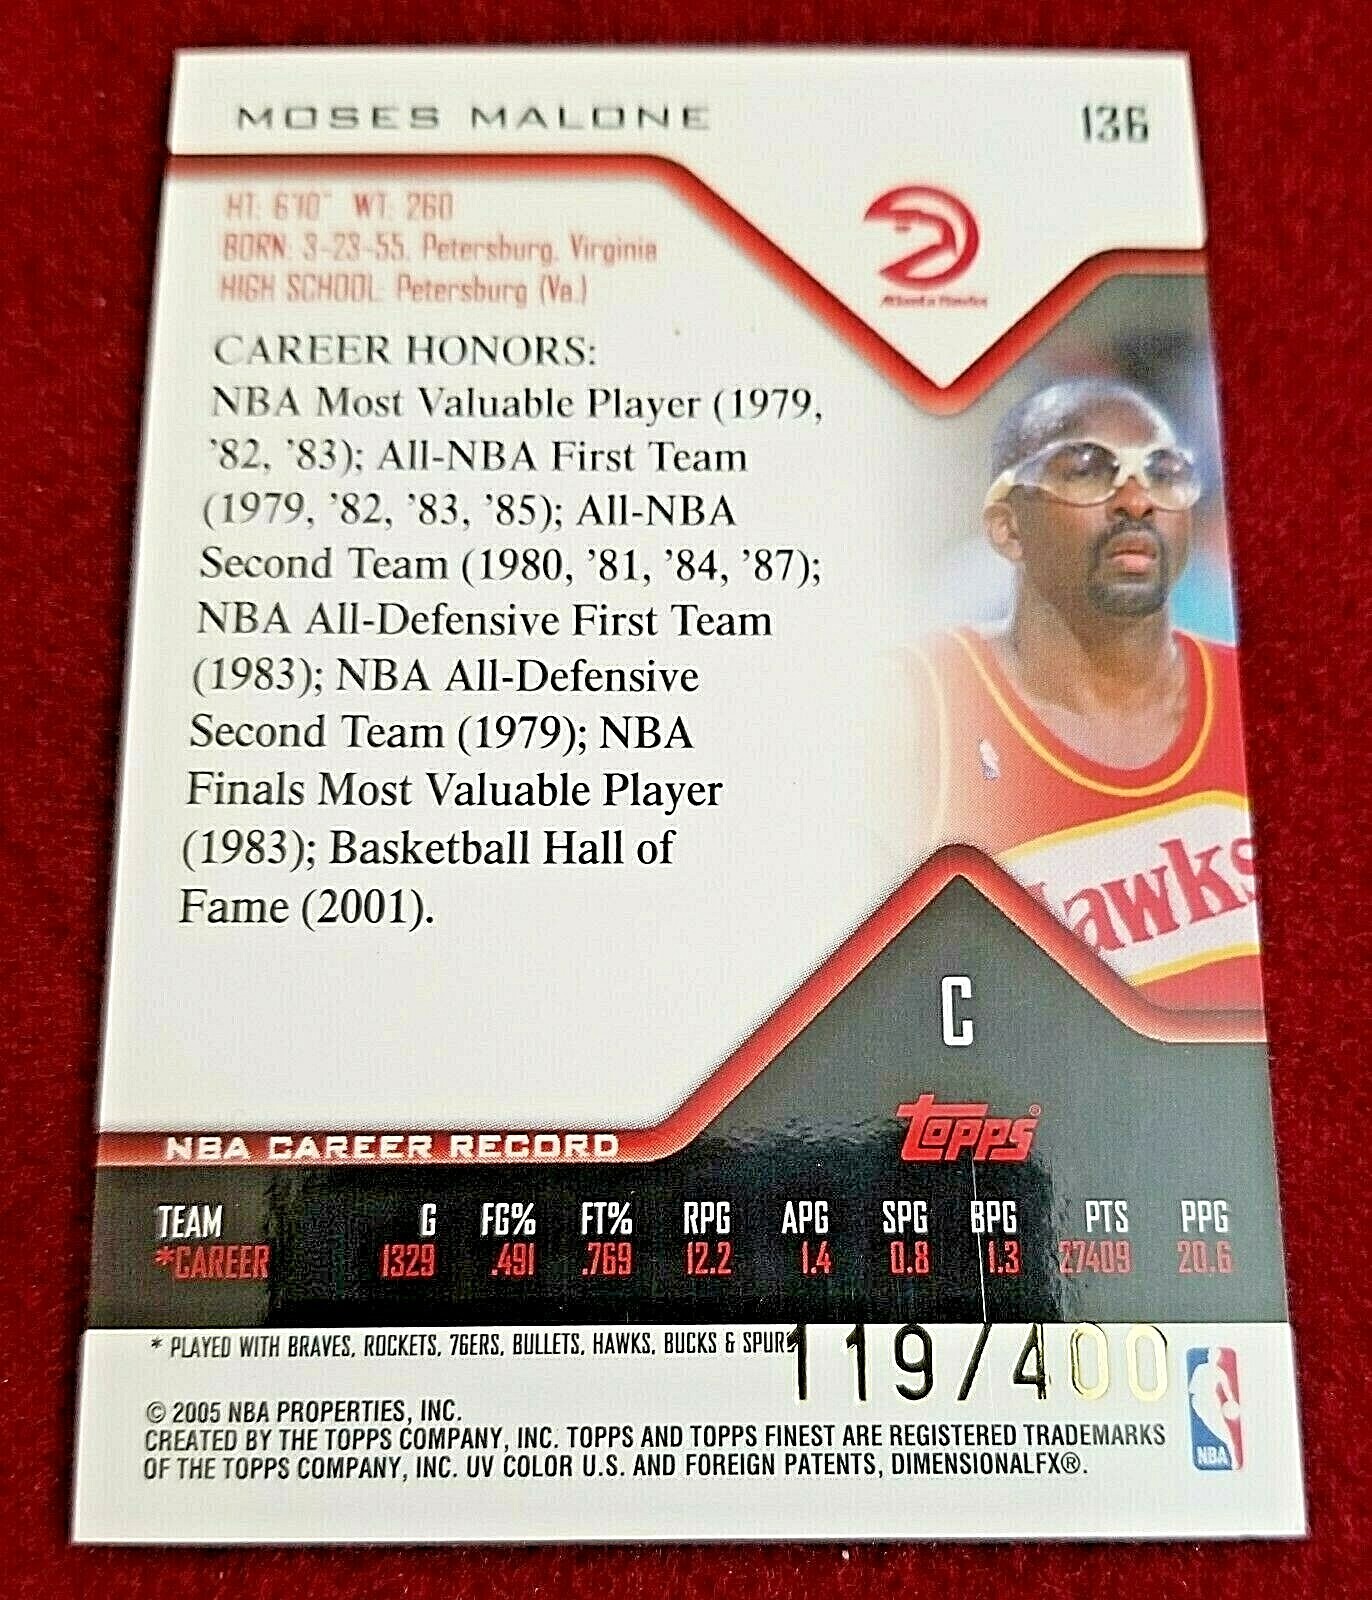 MOSES MALONE
136
HT: 6'10" WT: 260
BORN: 3-23-55, Petersburg, Virginia
HIGH SCHOOL: Petersburg (Va.)
Atlanta Hawks
CAREER HONORS:
NBA Most Valuable Player (1979,
'82, '83); All-NBA First Team
(1979, '82, '83, '85); All-NBA
Second Team (1980, '81, '84, '87);
NBA All-Defensive First Team
(1983); NBA All-Defensive
Second Team (1979); NBA
Finals Most Valuable Player
(1983); Basketball Hall of
Fame (2001).
Hawks
C
Topps®
NBA CAREER RECORD
TEAM G FG% FT% RPG APG SPG BPG PTS PPG
*CAREER 1329 .491 .769 12.2 1.4 0.8 1.3 27409 20.6
* PLAYED WITH BRAVES, ROCKETS, 76ERS, BULLETS, HAWKS, BUCKS & SPURS
119/400
© 2005 NBA PROPERTIES, INC.
CREATED BY THE TOPPS COMPANY, INC. TOPPS AND TOPPS FINEST ARE REGISTERED TRADEMARKS
OF THE TOPPS COMPANY, INC. UV COLOR U.S. AND FOREIGN PATENTS, DIMENSIONALFX®.
NBA